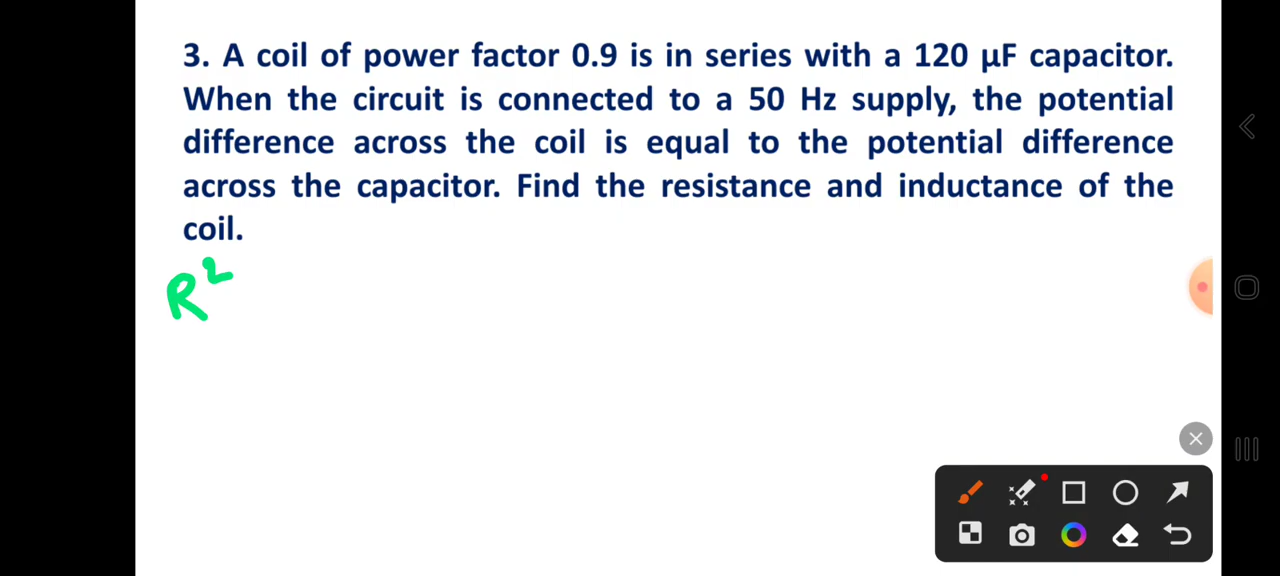 3. A coil of power factor 0.9 is in series with a 120 μF capacitor.
When the circuit is connected to a 50 Hz supply, the potential
difference across the coil is equal to the potential difference
across the capacitor. Find the resistance and inductance of the
coil.
R²